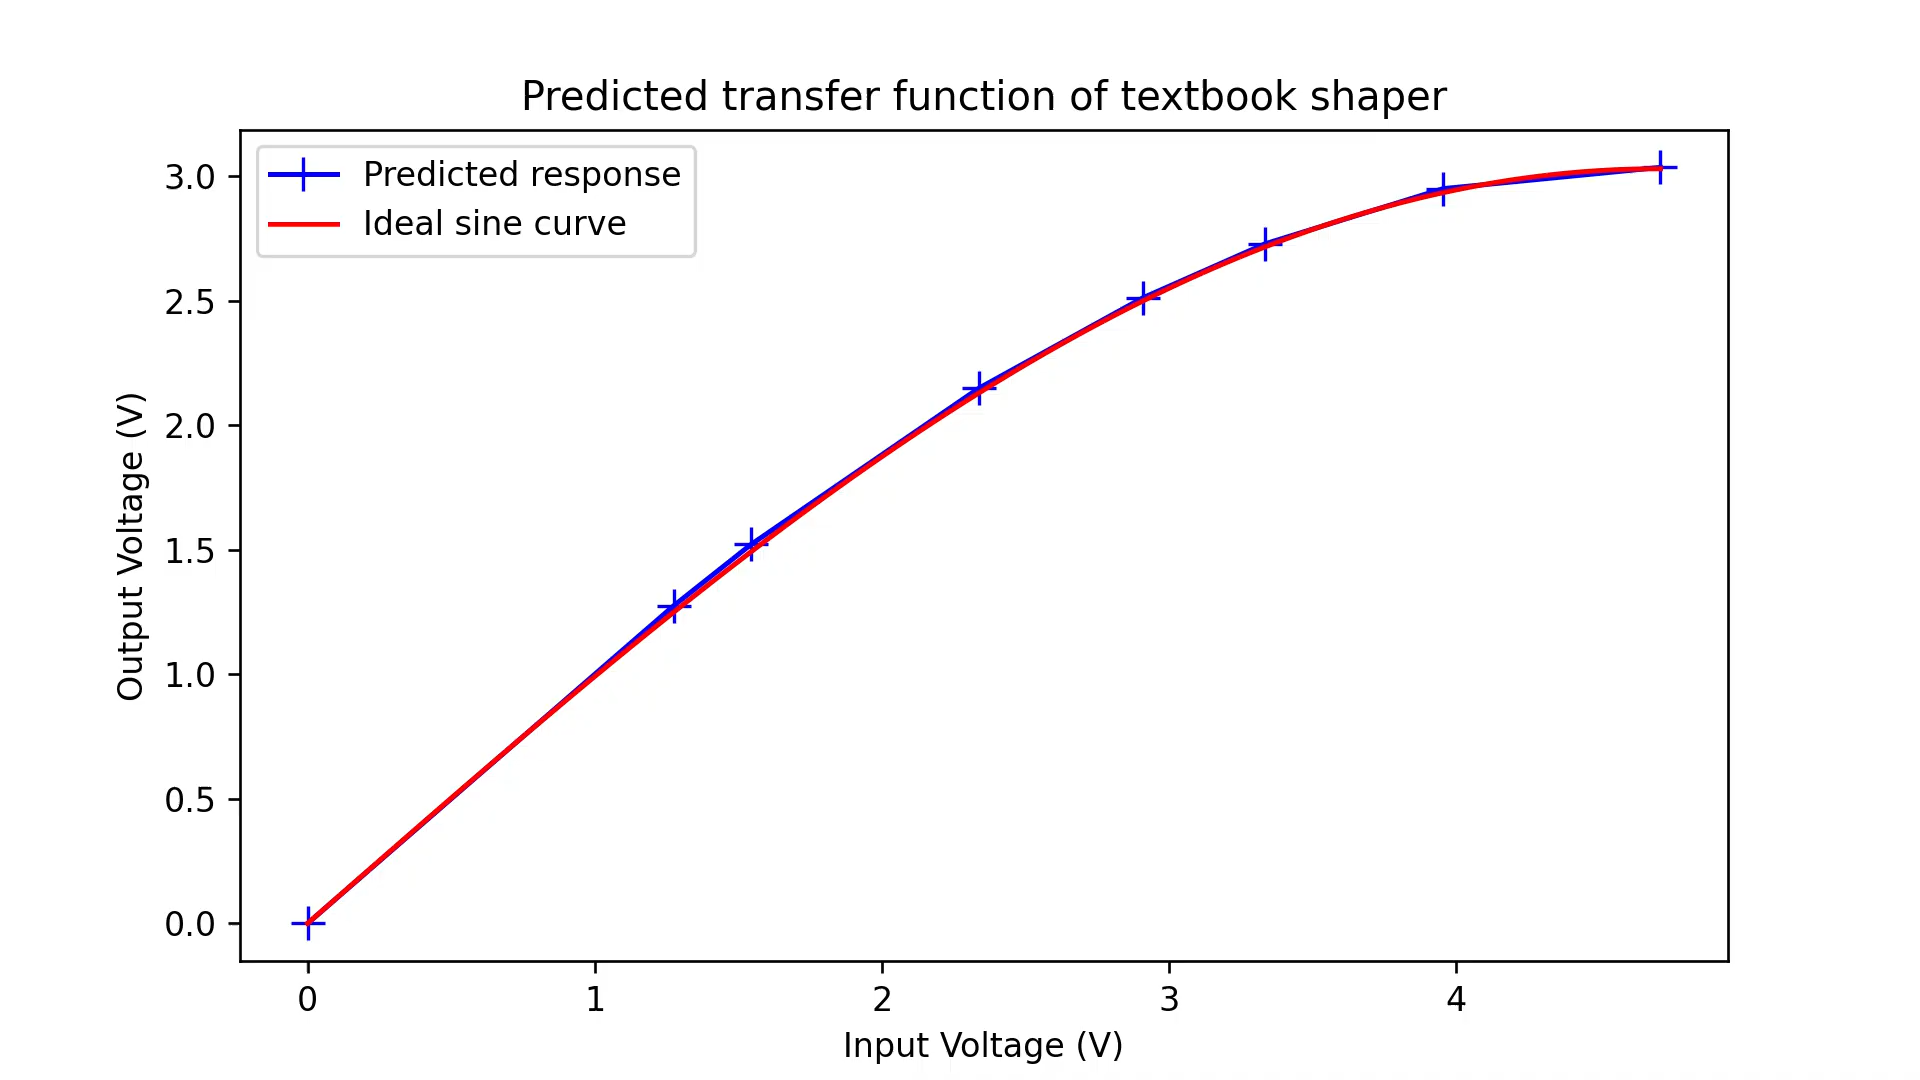 Predicted transfer function of textbook shaper
Predicted response
Ideal sine curve
3.0
2.5
2.0
1.5
1.0
0.5
0.0
Output Voltage (V)
0 1 2 3 4
Input Voltage (V)